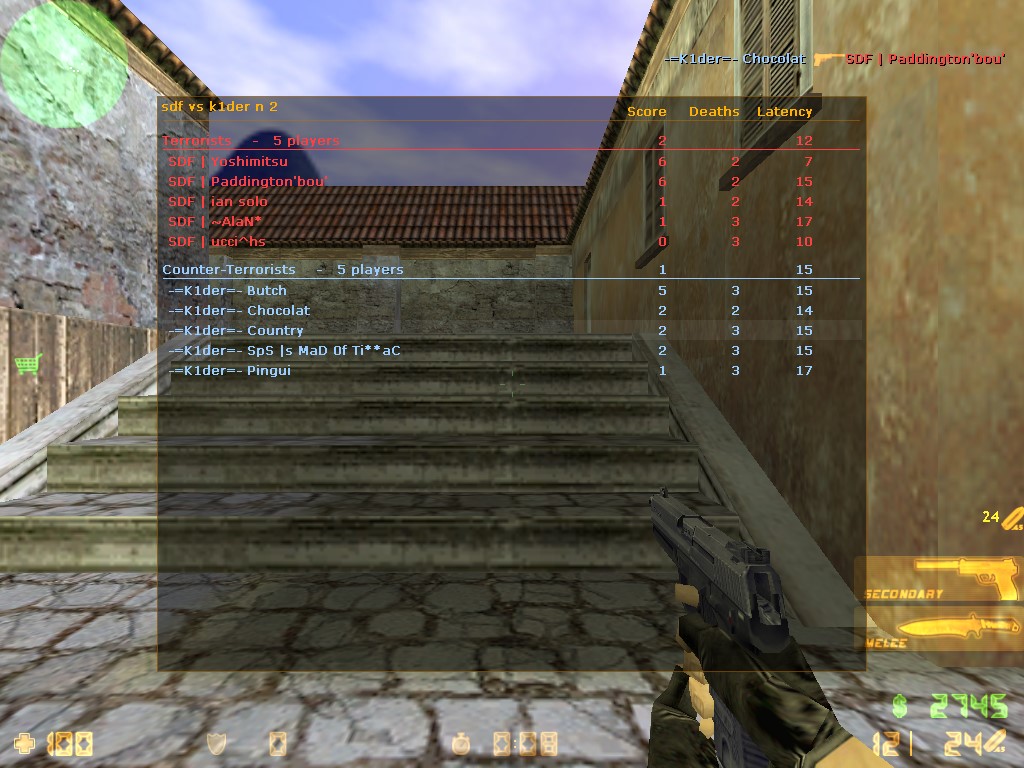 -=K1der=- Chocolat SDF | Paddington'bou'
sdf vs k1der n 2
Score Deaths Latency
Terrorists - 5 players 2 12
SDF | Yoshimitsu 6 2 7
SDF | Paddington'bou' 6 2 15
SDF | ian solo 1 2 14
SDF | ~AlaN* 1 3 17
SDF | ucci^hs 0 3 10
Counter-Terrorists - 5 players 1 15
-=K1der=- Butch 5 3 15
-=K1der=- Chocolat 2 2 14
-=K1der=- Country 2 3 15
-=K1der=- SpS |s MaD 0f Ti**aC 2 3 15
-=K1der=- Pingui 1 3 17
24
SECONDARY
MELEE
$ 2745
100 0 0:08 12| 24